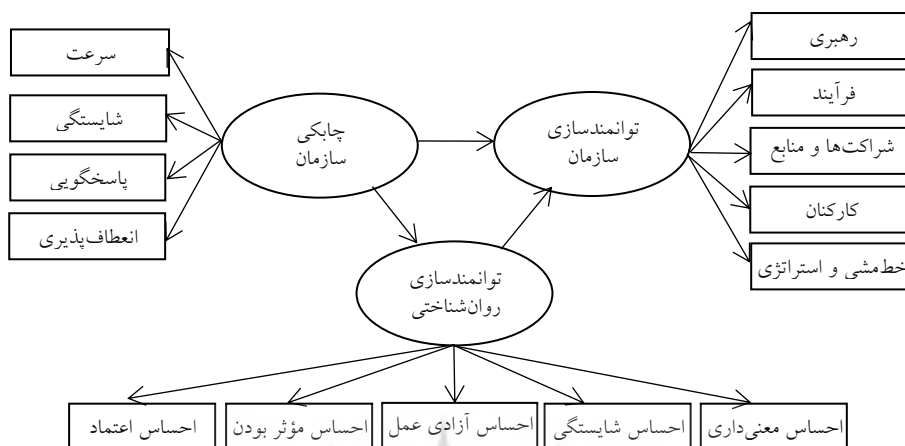 رهبری
فرآیند
شراکت‌ها و منابع
کارکنان
خط‌مشی و استراتژی
توانمندسازی
سازمان
چابکی
سازمان
سرعت
شایستگی
پاسخگویی
انعطاف‌پذیری
توانمندسازی
روان‌شناختی
احساس معنی‌داری
احساس شایستگی
احساس آزادی عمل
احساس مؤثر بودن
احساس اعتماد